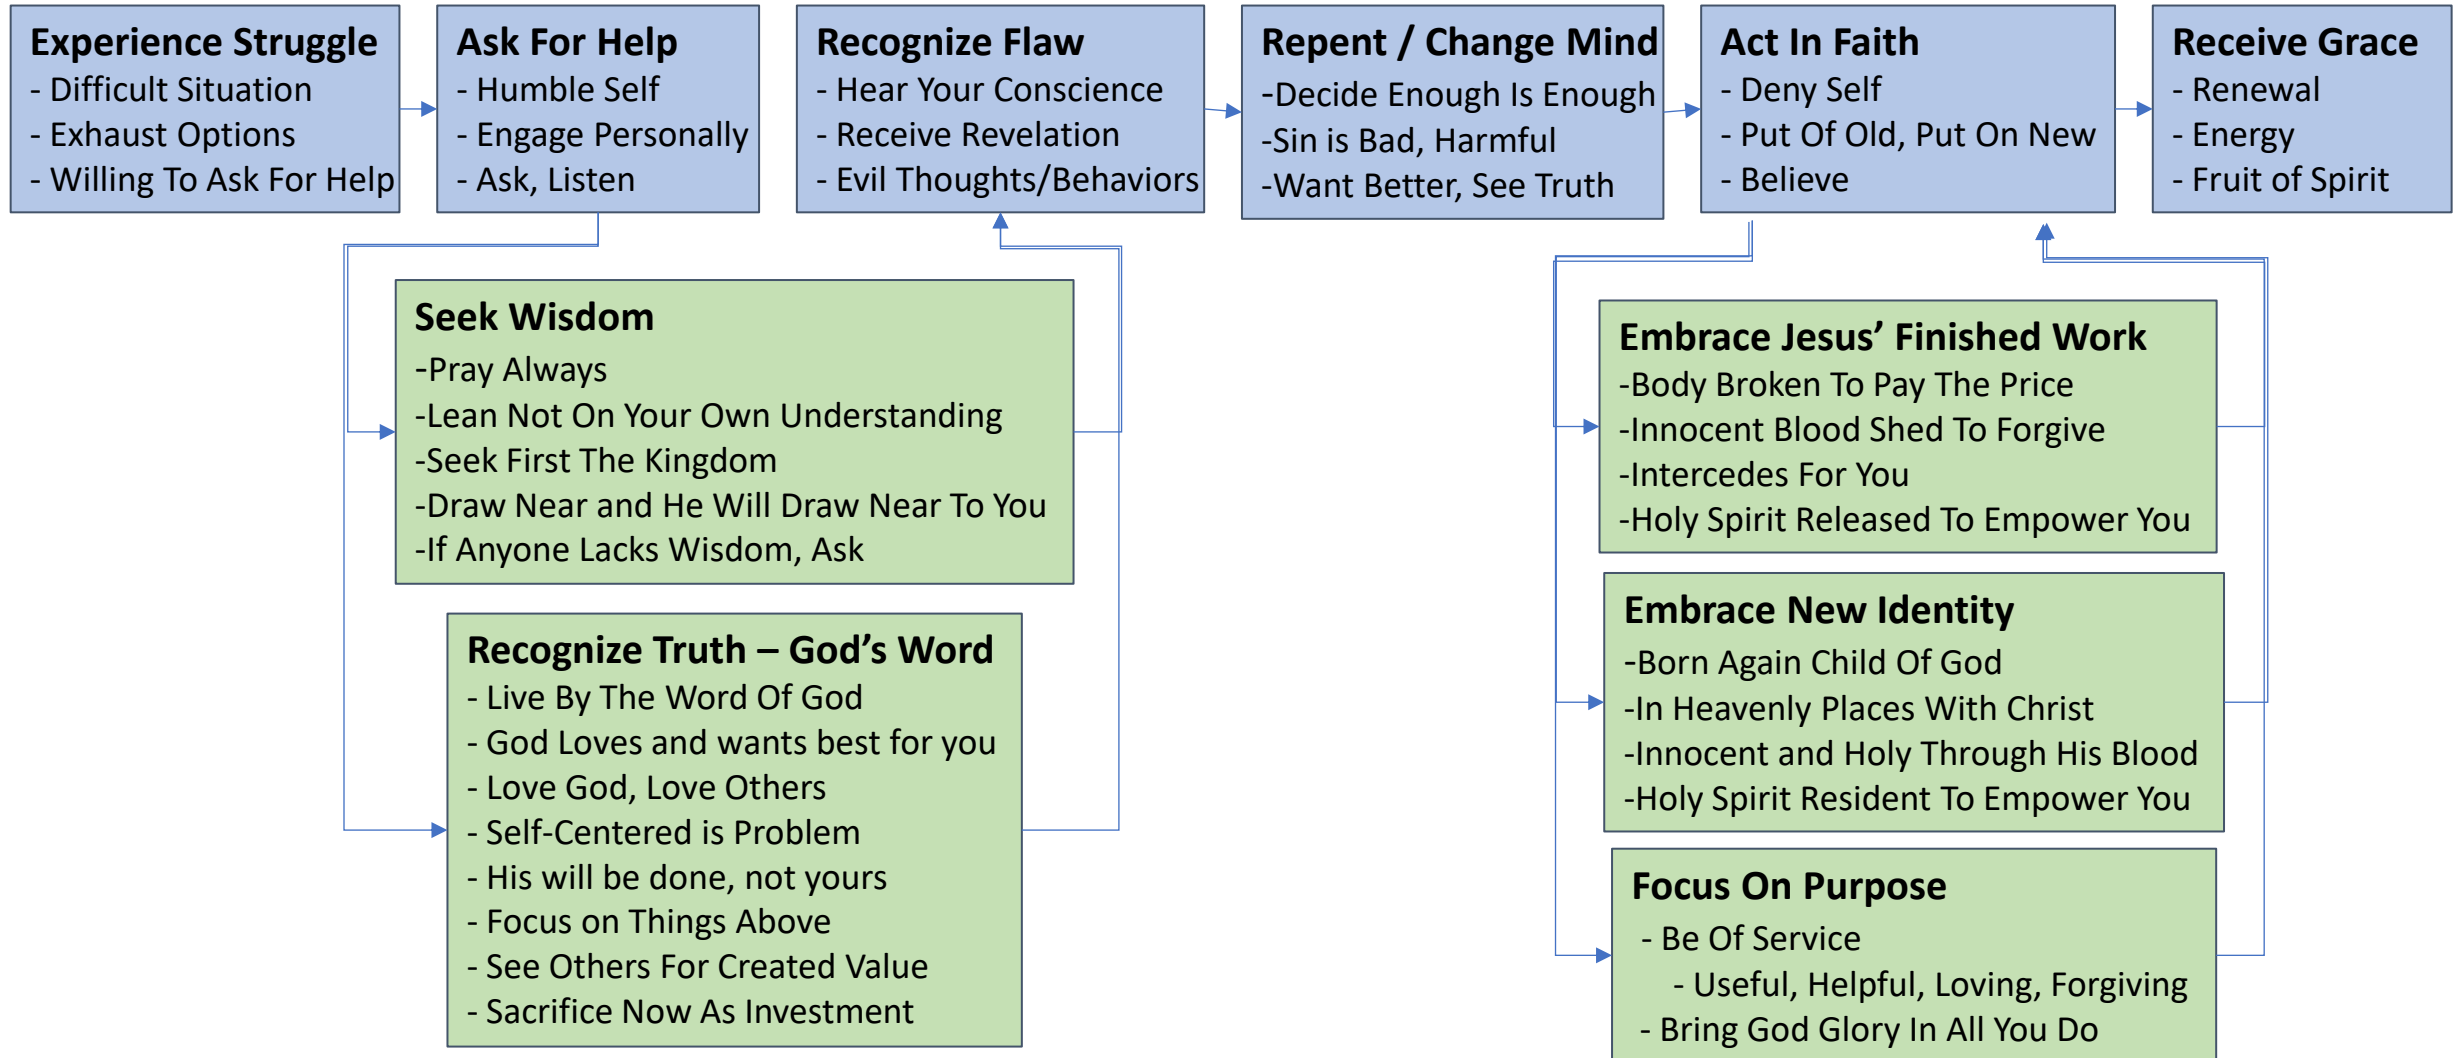 Experience Struggle
- Difficult Situation
- Exhaust Options
- Willing To Ask For Help
Ask For Help
- Humble Self
- Engage Personally
- Ask, Listen
Recognize Flaw
- Hear Your Conscience
- Receive Revelation
- Evil Thoughts/Behaviors
Repent / Change Mind
-Decide Enough Is Enough
-Sin is Bad, Harmful
-Want Better, See Truth
Act In Faith
- Deny Self
- Put Of Old, Put On New
- Believe
Receive Grace
- Renewal
- Energy
- Fruit of Spirit
Seek Wisdom
-Pray Always
-Lean Not On Your Own Understanding
-Seek First The Kingdom
-Draw Near and He Will Draw Near To You
-If Anyone Lacks Wisdom, Ask
Recognize Truth – God’s Word
- Live By The Word Of God
- God Loves and wants best for you
- Love God, Love Others
- Self-Centered is Problem
- His will be done, not yours
- Focus on Things Above
- See Others For Created Value
- Sacrifice Now As Investment
Embrace Jesus’ Finished Work
-Body Broken To Pay The Price
-Innocent Blood Shed To Forgive
-Intercedes For You
-Holy Spirit Released To Empower You
Embrace New Identity
-Born Again Child Of God
-In Heavenly Places With Christ
-Innocent and Holy Through His Blood
-Holy Spirit Resident To Empower You
Focus On Purpose
- Be Of Service
- Useful, Helpful, Loving, Forgiving
- Bring God Glory In All You Do